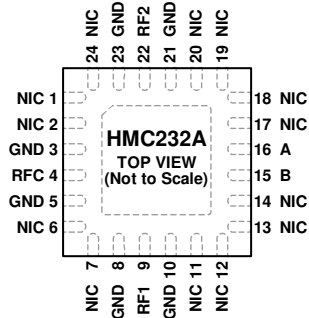 24 NIC
23 GND
22 RF2
21 GND
20 NIC
19 NIC
NIC 1
NIC 2
GND 3
RFC 4
GND 5
NIC 6
HMC232A
TOP VIEW
(Not to Scale)
18 NIC
17 NIC
16 A
15 B
14 NIC
13 NIC
NIC 7
GND 8
RF1 9
GND 10
NIC 11
NIC 12